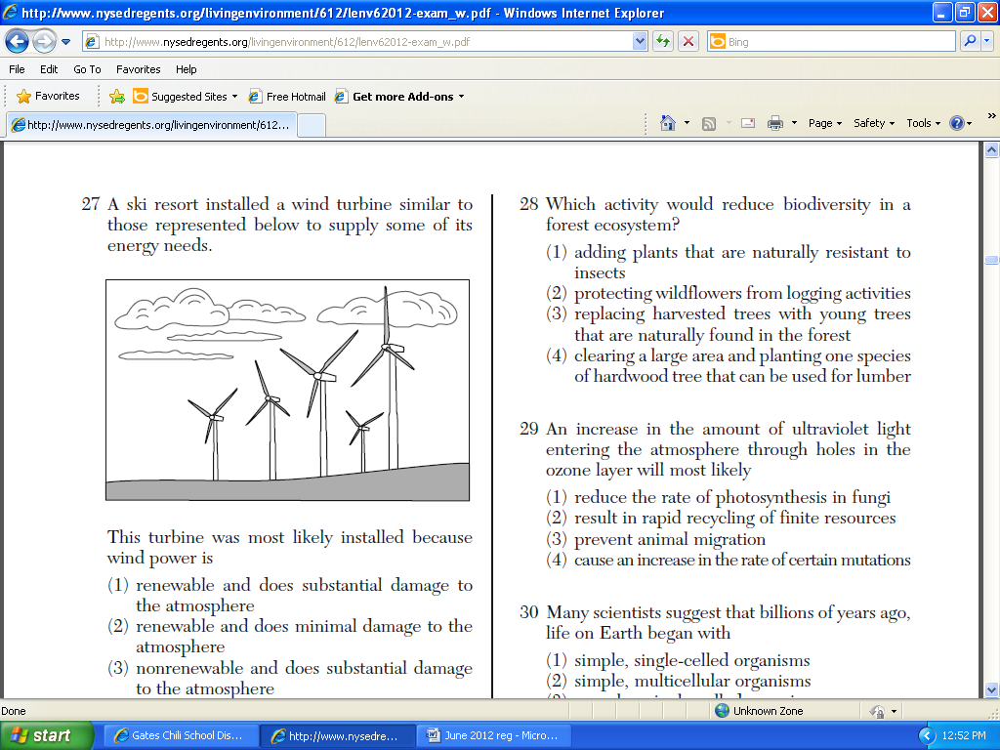 http://www.nysedregents.org/livingenvironment/612/lenv62012-exam_w.pdf - Windows Internet Explorer
http://www.nysedregents.org/livingenvironment/612/lenv62012-exam_w.pdf
Bing
File Edit Go To Favorites Help
Favorites Suggested Sites Free Hotmail Get more Add-ons
http://www.nysedregents.org/livingenvironment/612...
Page Safety Tools
27 A ski resort installed a wind turbine similar to
those represented below to supply some of its
energy needs.
This turbine was most likely installed because
wind power is
(1) renewable and does substantial damage to
the atmosphere
(2) renewable and does minimal damage to the
atmosphere
(3) nonrenewable and does substantial damage
to the atmosphere
28 Which activity would reduce biodiversity in a
forest ecosystem?
(1) adding plants that are naturally resistant to
insects
(2) protecting wildflowers from logging activities
(3) replacing harvested trees with young trees
that are naturally found in the forest
(4) clearing a large area and planting one species
of hardwood tree that can be used for lumber
29 An increase in the amount of ultraviolet light
entering the atmosphere through holes in the
ozone layer will most likely
(1) reduce the rate of photosynthesis in fungi
(2) result in rapid recycling of finite resources
(3) prevent animal migration
(4) cause an increase in the rate of certain mutations
30 Many scientists suggest that billions of years ago,
life on Earth began with
(1) simple, single-celled organisms
(2) simple, multicellular organisms
Done
Unknown Zone
start
Gates Chili School Dis...
http://www.nysedre...
June 2012 reg - Micro...
12:52 PM